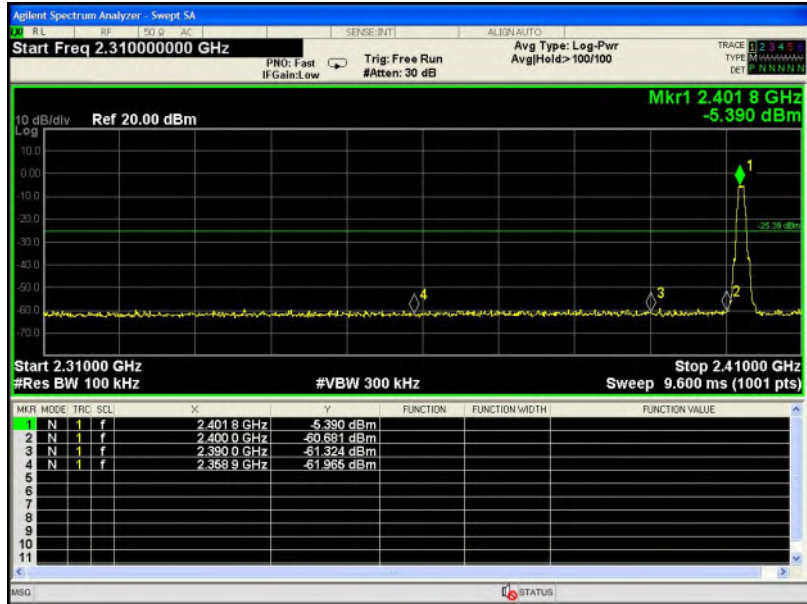 Agilent Spectrum Analyzer - Swept SA
RL RF 50 Ω AC SENSE:INT ALIGN AUTO
Start Freq 2.310000000 GHz Avg Type: Log-Pwr TRACE 1 2 3 4 5 6
PNO: Fast Trig: Free Run Avg|Hold:> 100/100 TYPE M
IFGain:Low #Atten: 30 dB DET P N N N N N
Mkr1 2.401 8 GHz
10 dB/div Ref 20.00 dBm -5.390 dBm
Log
10.0
0.00
-10.0
-20.0
-25.39 dBm
-30.0
-40.0
-50.0
-60.0
-70.0
1
2
3
4
Start 2.31000 GHz Stop 2.41000 GHz
#Res BW 100 kHz #VBW 300 kHz Sweep 9.600 ms (1001 pts)
MKR MODE TRC SCL X Y FUNCTION FUNCTION WIDTH FUNCTION VALUE
1 N 1 f 2.401 8 GHz -5.390 dBm
2 N 1 f 2.400 0 GHz -60.681 dBm
3 N 1 f 2.390 0 GHz -61.324 dBm
4 N 1 f 2.358 9 GHz -61.965 dBm
5
6
7
8
9
10
11
MSG STATUS